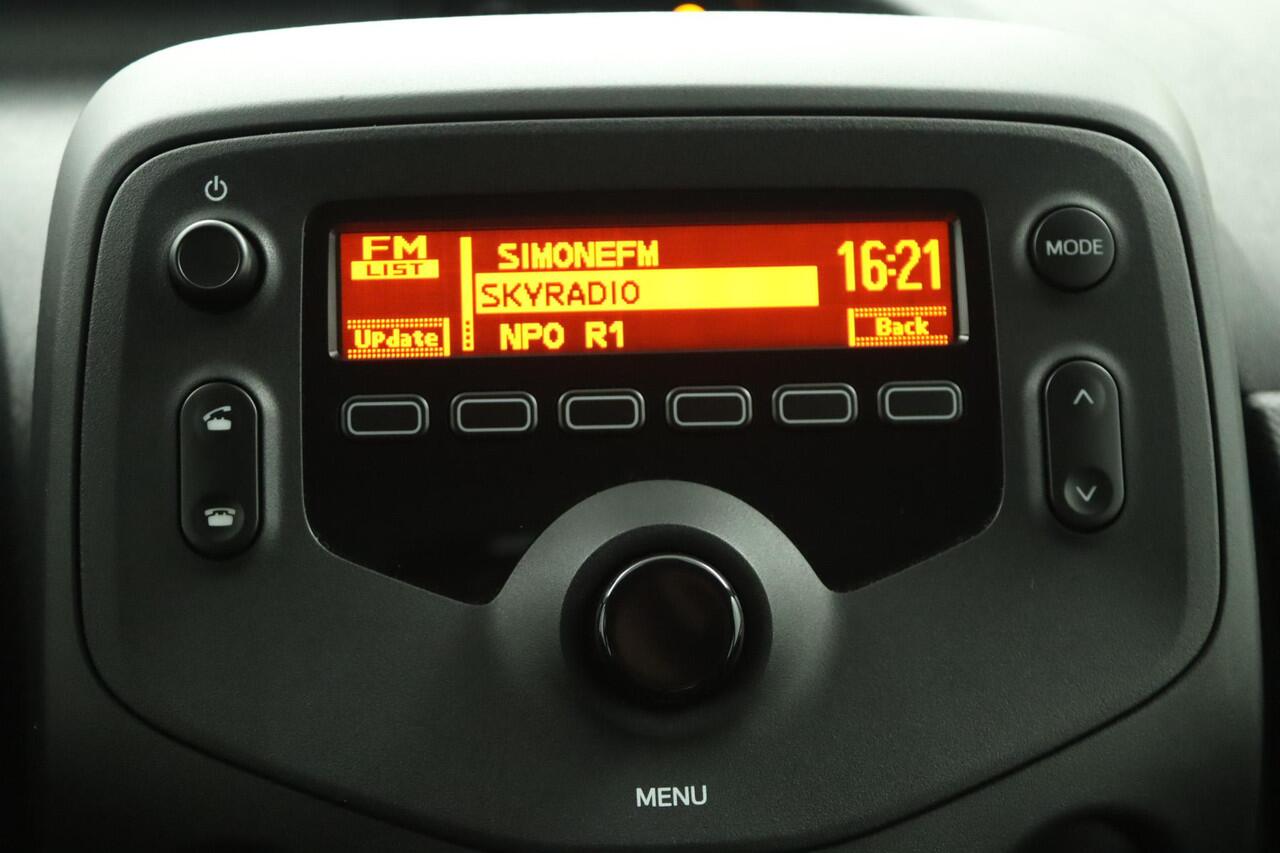 FM
LIST
SIMONEFM
SKYRADIO
NPO R1
16:21
Update
Back
MODE
MENU